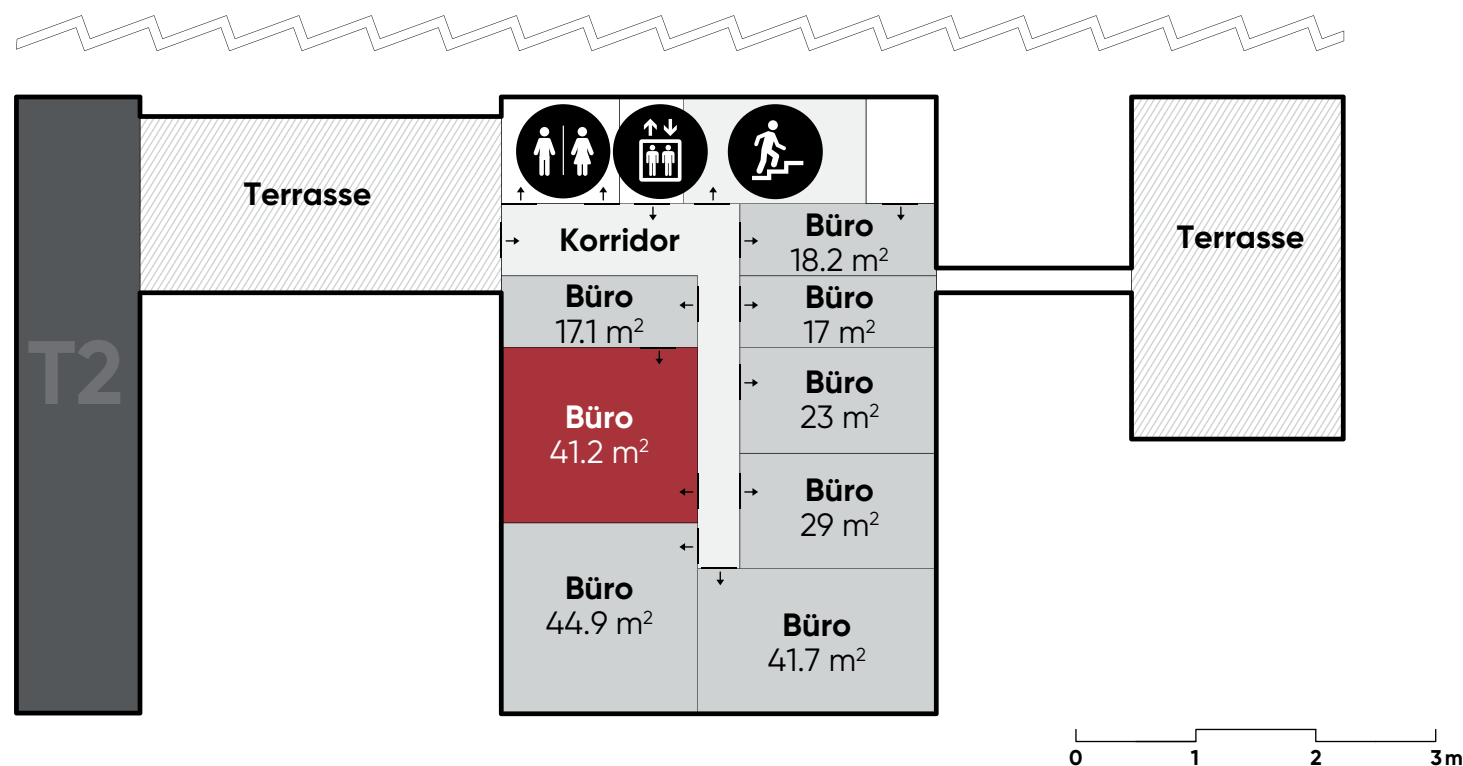 Terrasse
Korridor
Büro
18.2 m²
Terrasse
Büro
17.1 m²
Büro
17 m²
T2
Büro
41.2 m²
Büro
23 m²
Büro
29 m²
Büro
44.9 m²
Büro
41.7 m²
0 1 2 3 m